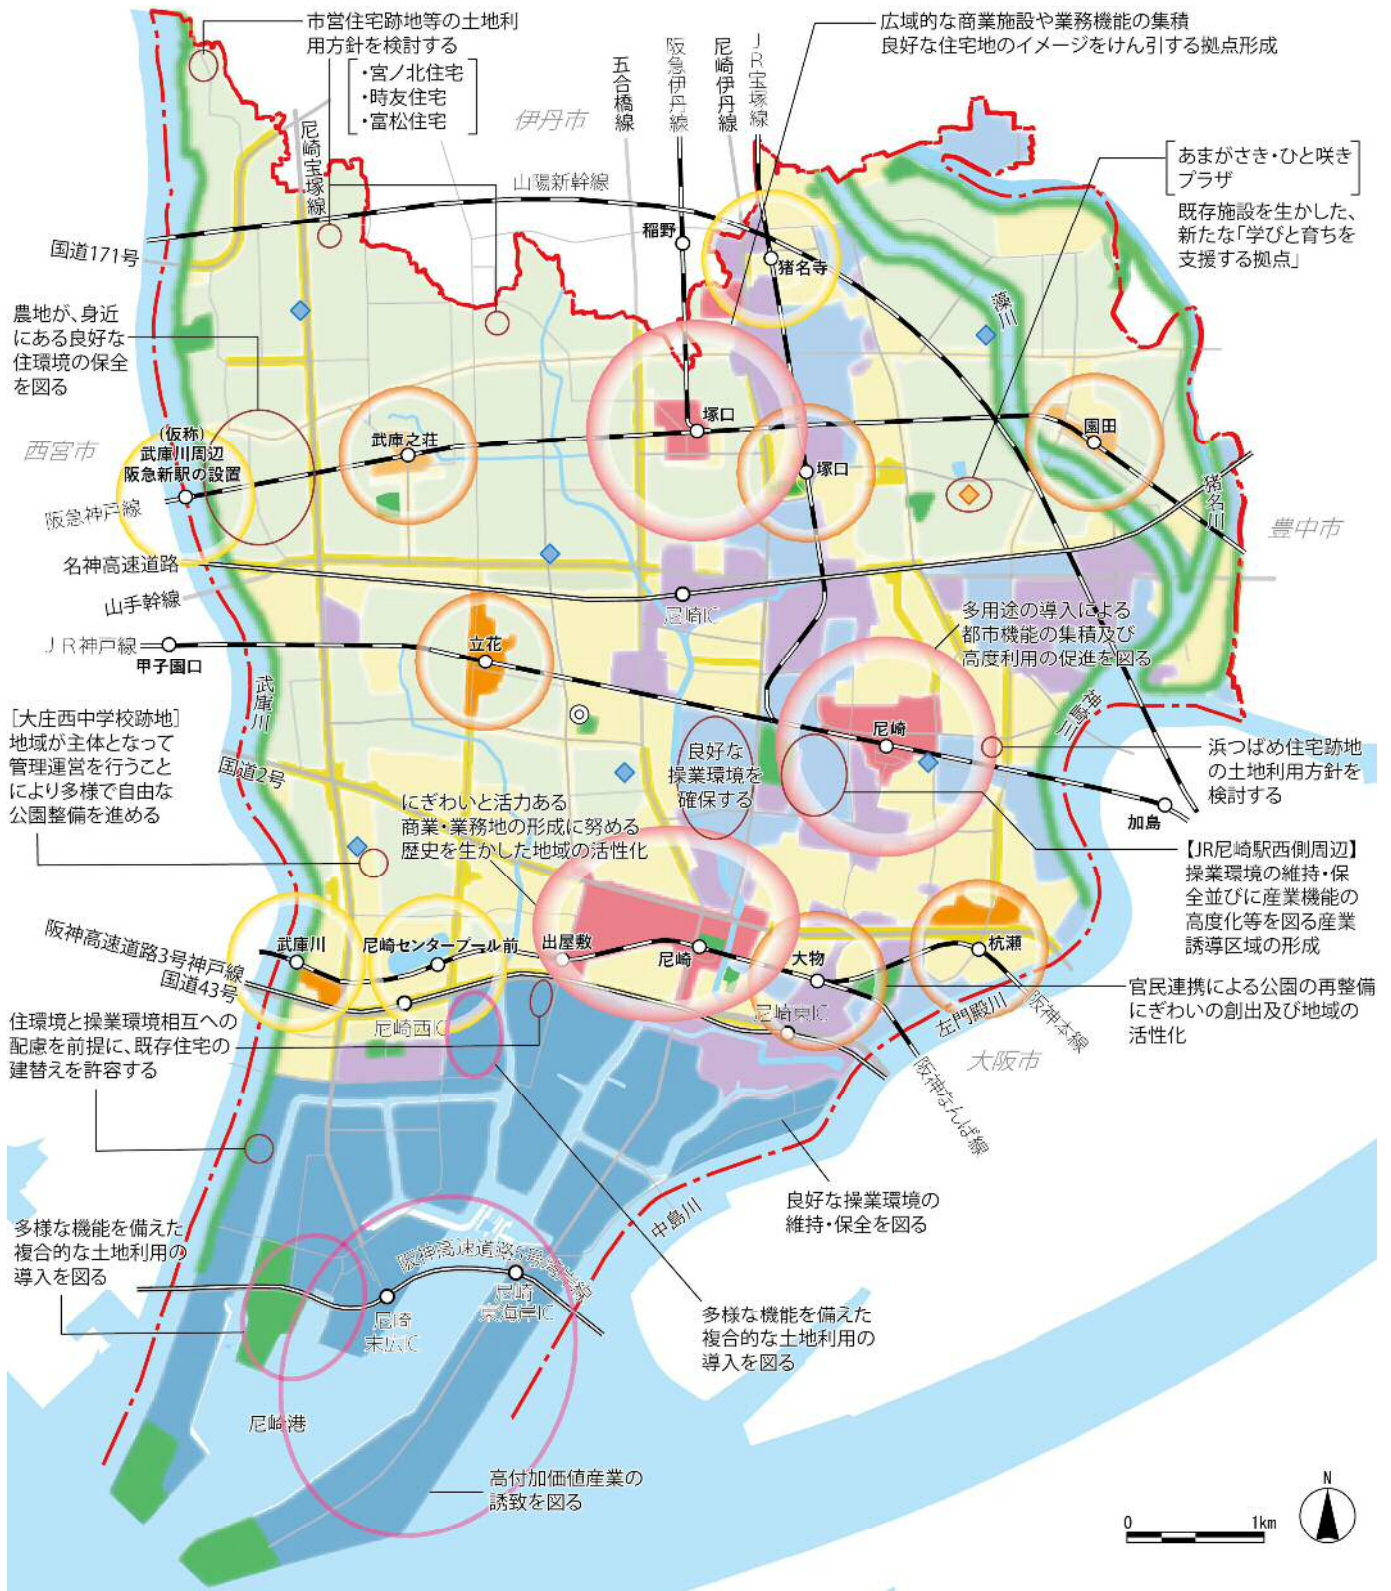 市営住宅跡地等の土地利
用方針を検討する
・宮ノ北住宅
・時友住宅
・富松住宅
広域的な商業施設や業務機能の集積
良好な住宅地のイメージをけん引する拠点形成
五合橋線
阪急伊丹線
尼崎伊丹線
JR宝塚線
伊丹市
尼崎宝塚線
山陽新幹線
国道171号
稲野
猪名寺
あまがさき・ひと咲き
プラザ
既存施設を生かした、
新たな「学びと育ちを
支援する拠点」
藻川
農地が、身近
にある良好な
住環境の保全
を図る
西宮市
(仮称)
武庫川周辺
阪急新駅の設置
武庫之荘
塚口
塚口
園田
猪名川
豊中市
阪急神戸線
名神高速道路
山手幹線
尼崎IC
JR神戸線
甲子園口
立花
多用途の導入による
都市機能の集積及び
高度利用の促進を図る
武庫川
神崎川
[大庄西中学校跡地]
地域が主体となって
管理運営を行うこと
により多様で自由な
公園整備を進める
国道2号
良好な
操業環境を
確保する
尼崎
浜つばめ住宅跡地
の土地利用方針を
検討する
加島
にぎわいと活力ある
商業・業務地の形成に努める
歴史を生かした地域の活性化
【JR尼崎駅西側周辺】
操業環境の維持・保
全並びに産業機能の
高度化等を図る産業
誘導区域の形成
阪神高速道路3号神戸線
国道43号
武庫川
尼崎センタープール前
出屋敷
尼崎
大物
杭瀬
尼崎西IC
尼崎東IC
左門殿川
阪神本線
阪神なんば線
大阪市
官民連携による公園の再整備
にぎわいの創出及び地域の
活性化
住環境と操業環境相互への
配慮を前提に、既存住宅の
建替えを許容する
良好な操業環境の
維持・保全を図る
中島川
多様な機能を備えた
複合的な土地利用の
導入を図る
阪神高速道路5号湾岸線
尼崎
末広IC
尼崎
東海岸IC
多様な機能を備えた
複合的な土地利用の
導入を図る
尼崎港
高付加価値産業の
誘致を図る
N
0 1km